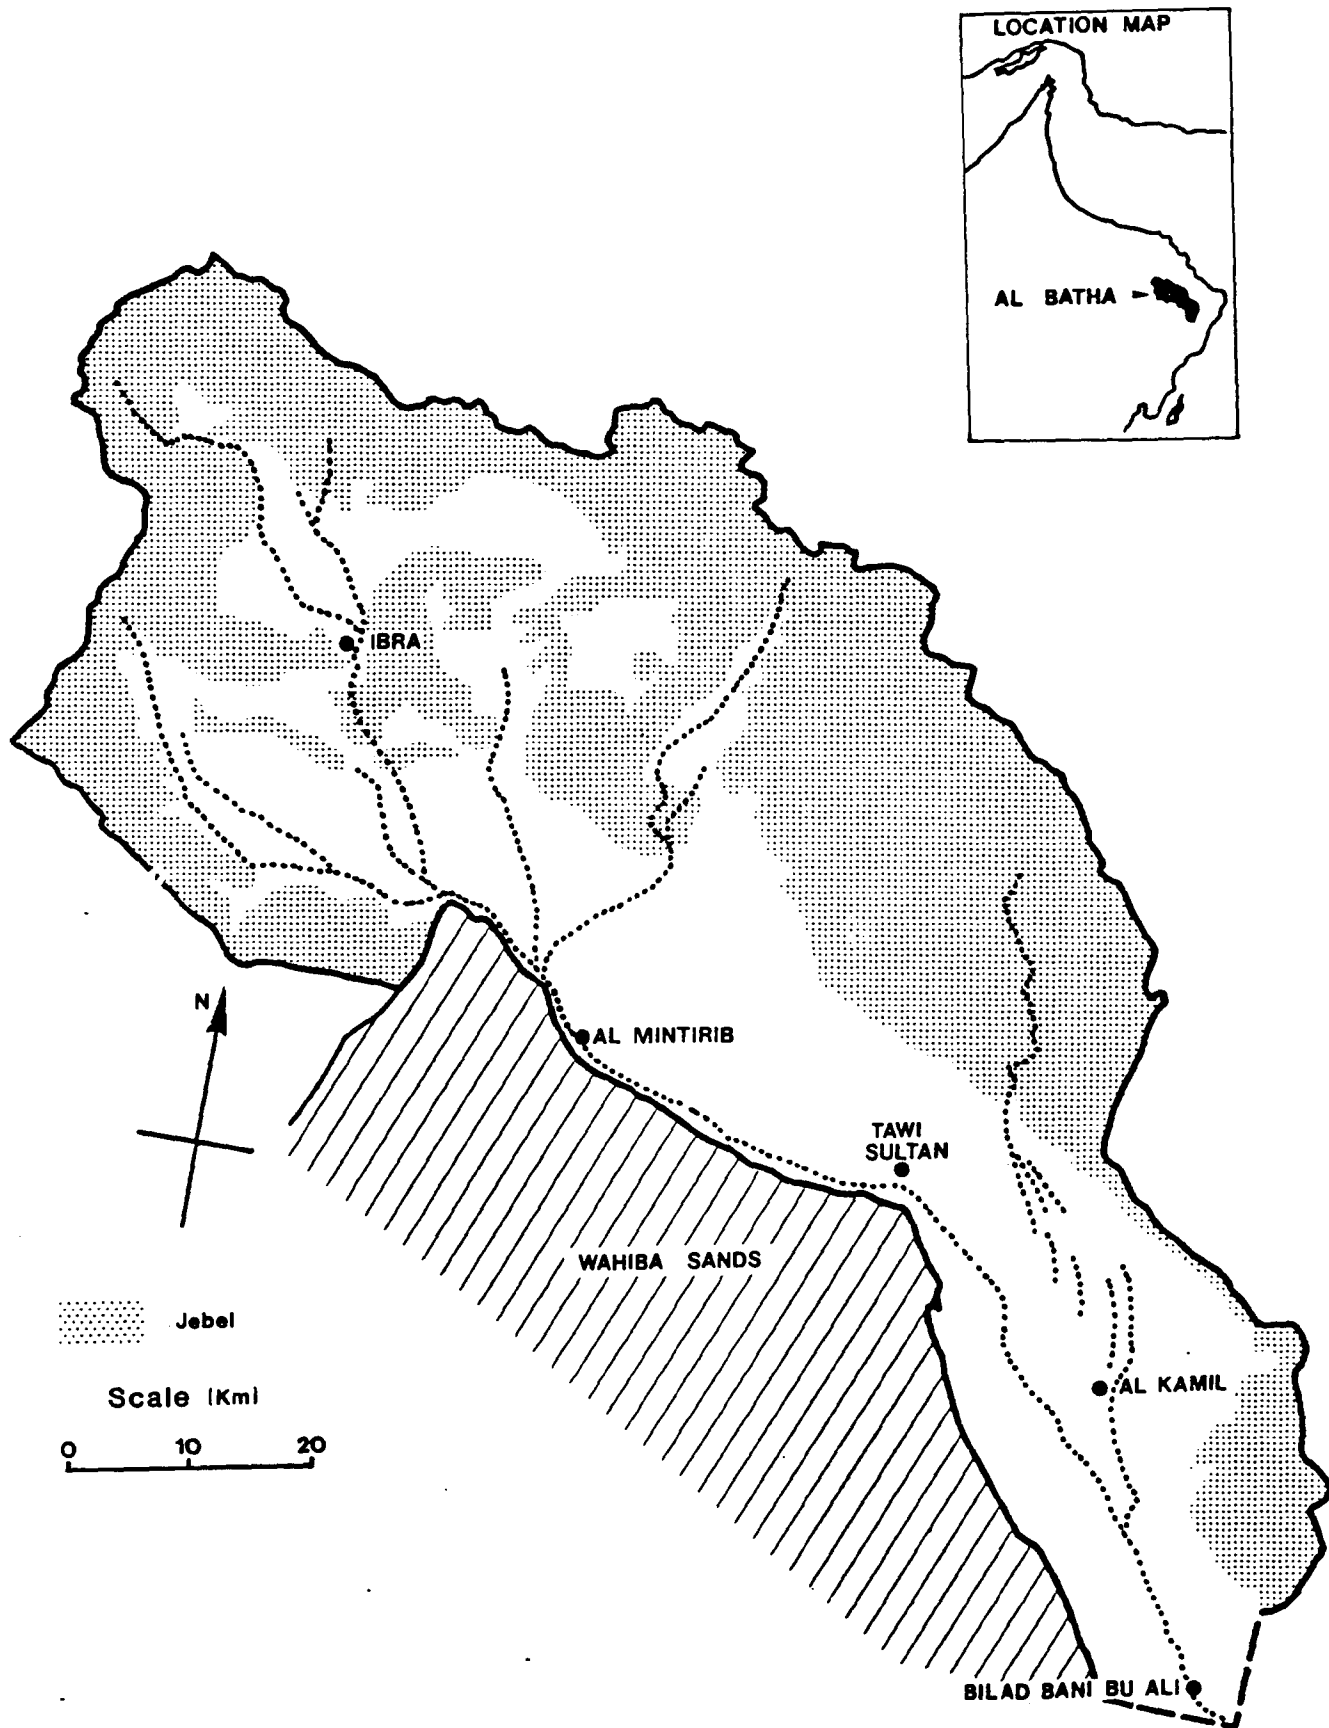 LOCATION MAP
AL BATHA
IBRA
N
AL MINTIRIB
TAWI
SULTAN
WAHIBA SANDS
Jebel
Scale (Km)
0 10 20
AL KAMIL
BILAD BANI BU ALI